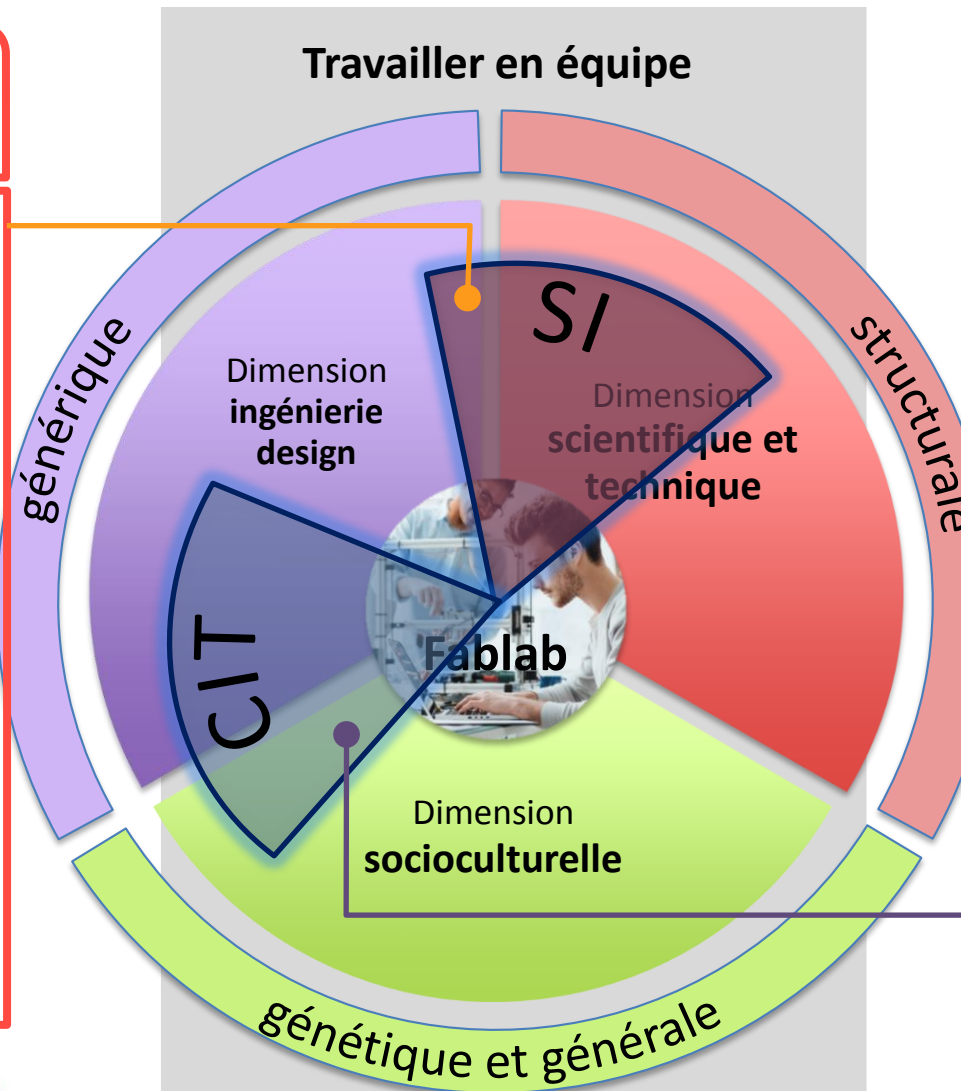 Travailler en équipe
générique
structurale
SI
Dimension
ingénierie
design
Dimension
scientifique et
technique
CIT
Fablab
Dimension
socioculturelle
génétique et générale